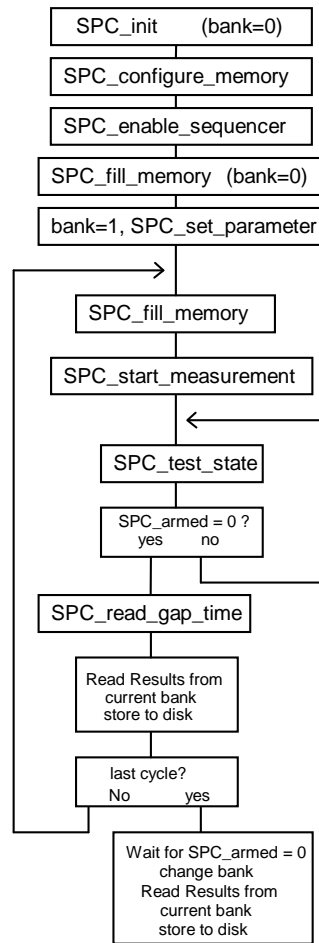 SPC_init (bank=0)
SPC_configure_memory
SPC_enable_sequencer
SPC_fill_memory (bank=0)
bank=1, SPC_set_parameter
SPC_fill_memory
SPC_start_measurement
SPC_test_state
SPC_armed = 0 ?
yes no
SPC_read_gap_time
Read Results from
current bank
store to disk
last cycle?
No yes
Wait for SPC_armed = 0
change bank
Read Results from
current bank
store to disk